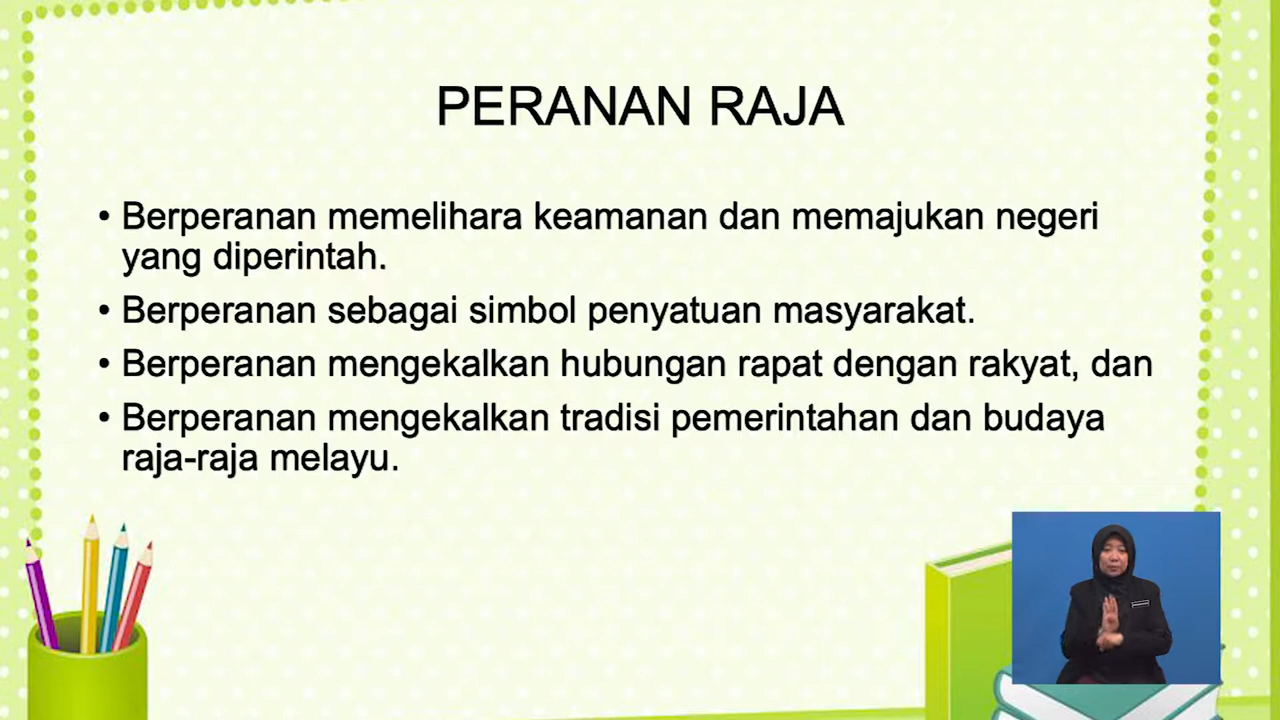 PERANAN RAJA
• Berperanan memelihara keamanan dan memajukan negeri
yang diperintah.
• Berperanan sebagai simbol penyatuan masyarakat.
• Berperanan mengekalkan hubungan rapat dengan rakyat, dan
• Berperanan mengekalkan tradisi pemerintahan dan budaya
raja-raja melayu.